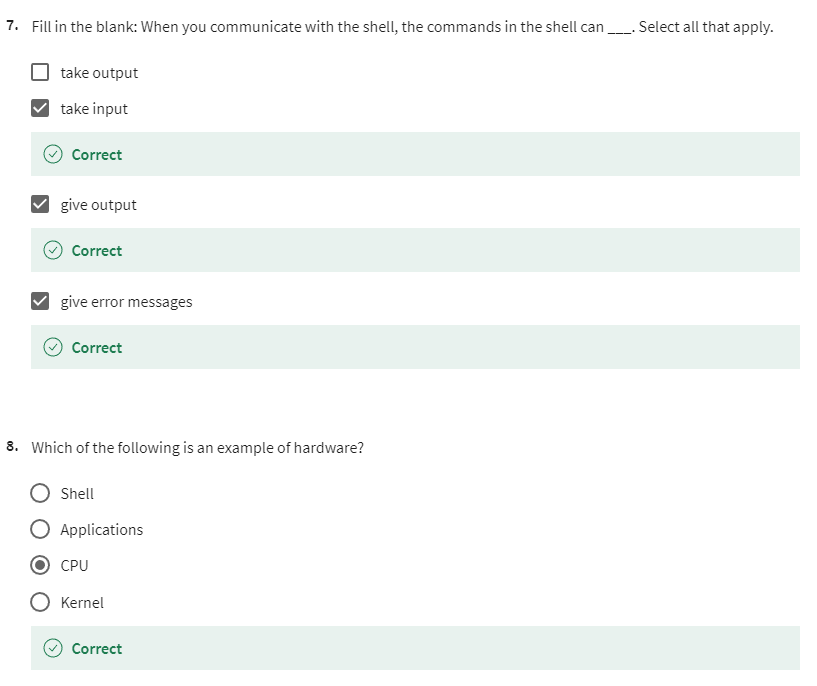 7. Fill in the blank: When you communicate with the shell, the commands in the shell can ___. Select all that apply.
take output
take input
Correct
give output
Correct
give error messages
Correct
8. Which of the following is an example of hardware?
Shell
Applications
CPU
Kernel
Correct